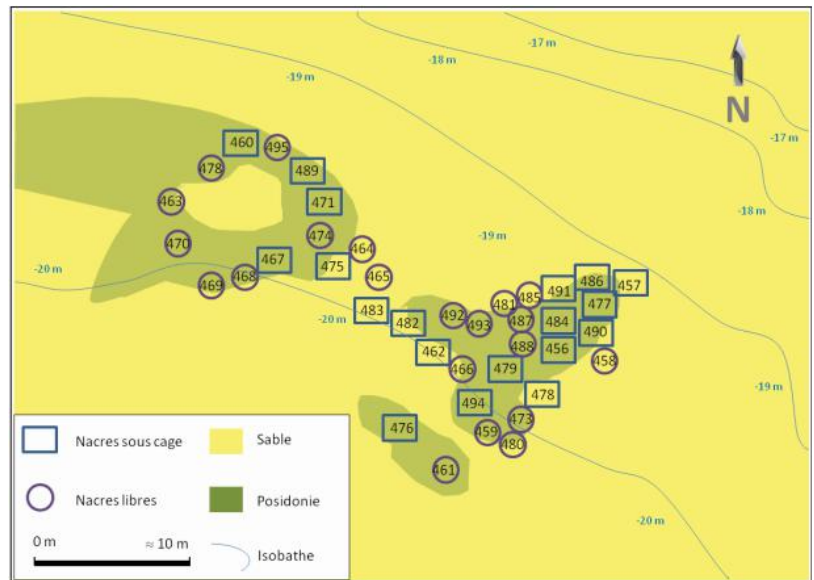 -17 m
-18 m
-19 m
N
-17 m
-18 m
460
495
478
489
463
471
474
470
464
-19 m
467
475
-20 m
468
465
469
486
457
491
485
477
481
483
-20 m
482
492
493
487
484
490
462
488
456
458
466
479
-19 m
478
494
476
473
459
480
461
Nacres sous cage
Sable
Nacres libres
Posidonie
0 m
≈ 10 m
Isobathe
-20 m